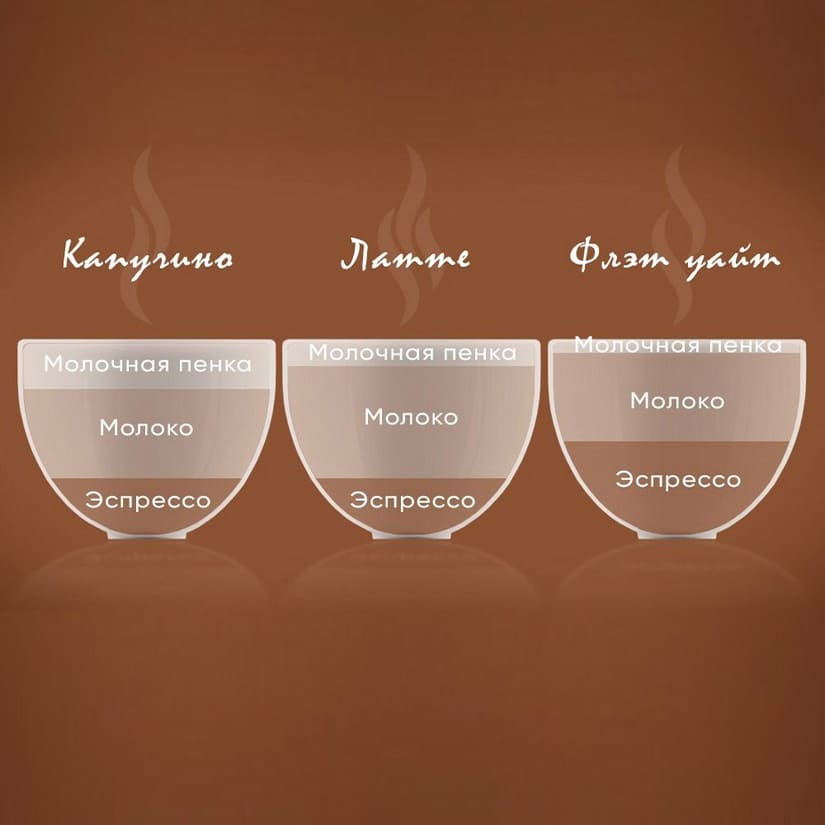 Капучино
Латте
Флэт уайт
Молочная пенка
Молоко
Эспрессо
Молочная пенка
Молоко
Эспрессо
Молочная пенка
Молоко
Эспрессо